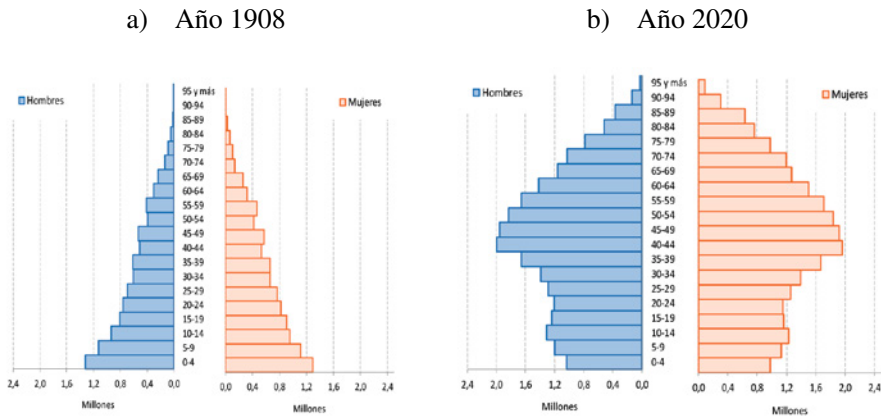 a) Año 1908
b) Año 2020
Hombres
Mujeres
95 y más
90-94
85-89
80-84
75-79
70-74
65-69
60-64
55-59
50-54
45-49
40-44
35-39
30-34
25-29
20-24
15-19
10-14
5-9
0-4
2,4 2,0 1,6 1,2 0,8 0,4 0,0
0,0 0,4 0,8 1,2 1,6 2,0 2,4
Millones
Millones
Hombres
Mujeres
95 y más
90-94
85-89
80-84
75-79
70-74
65-69
60-64
55-59
50-54
45-49
40-44
35-39
30-34
25-29
20-24
15-19
10-14
5-9
0-4
2,4 2,0 1,6 1,2 0,8 0,4 0,0
0,0 0,4 0,8 1,2 1,6 2,0 2,4
Millones
Millones